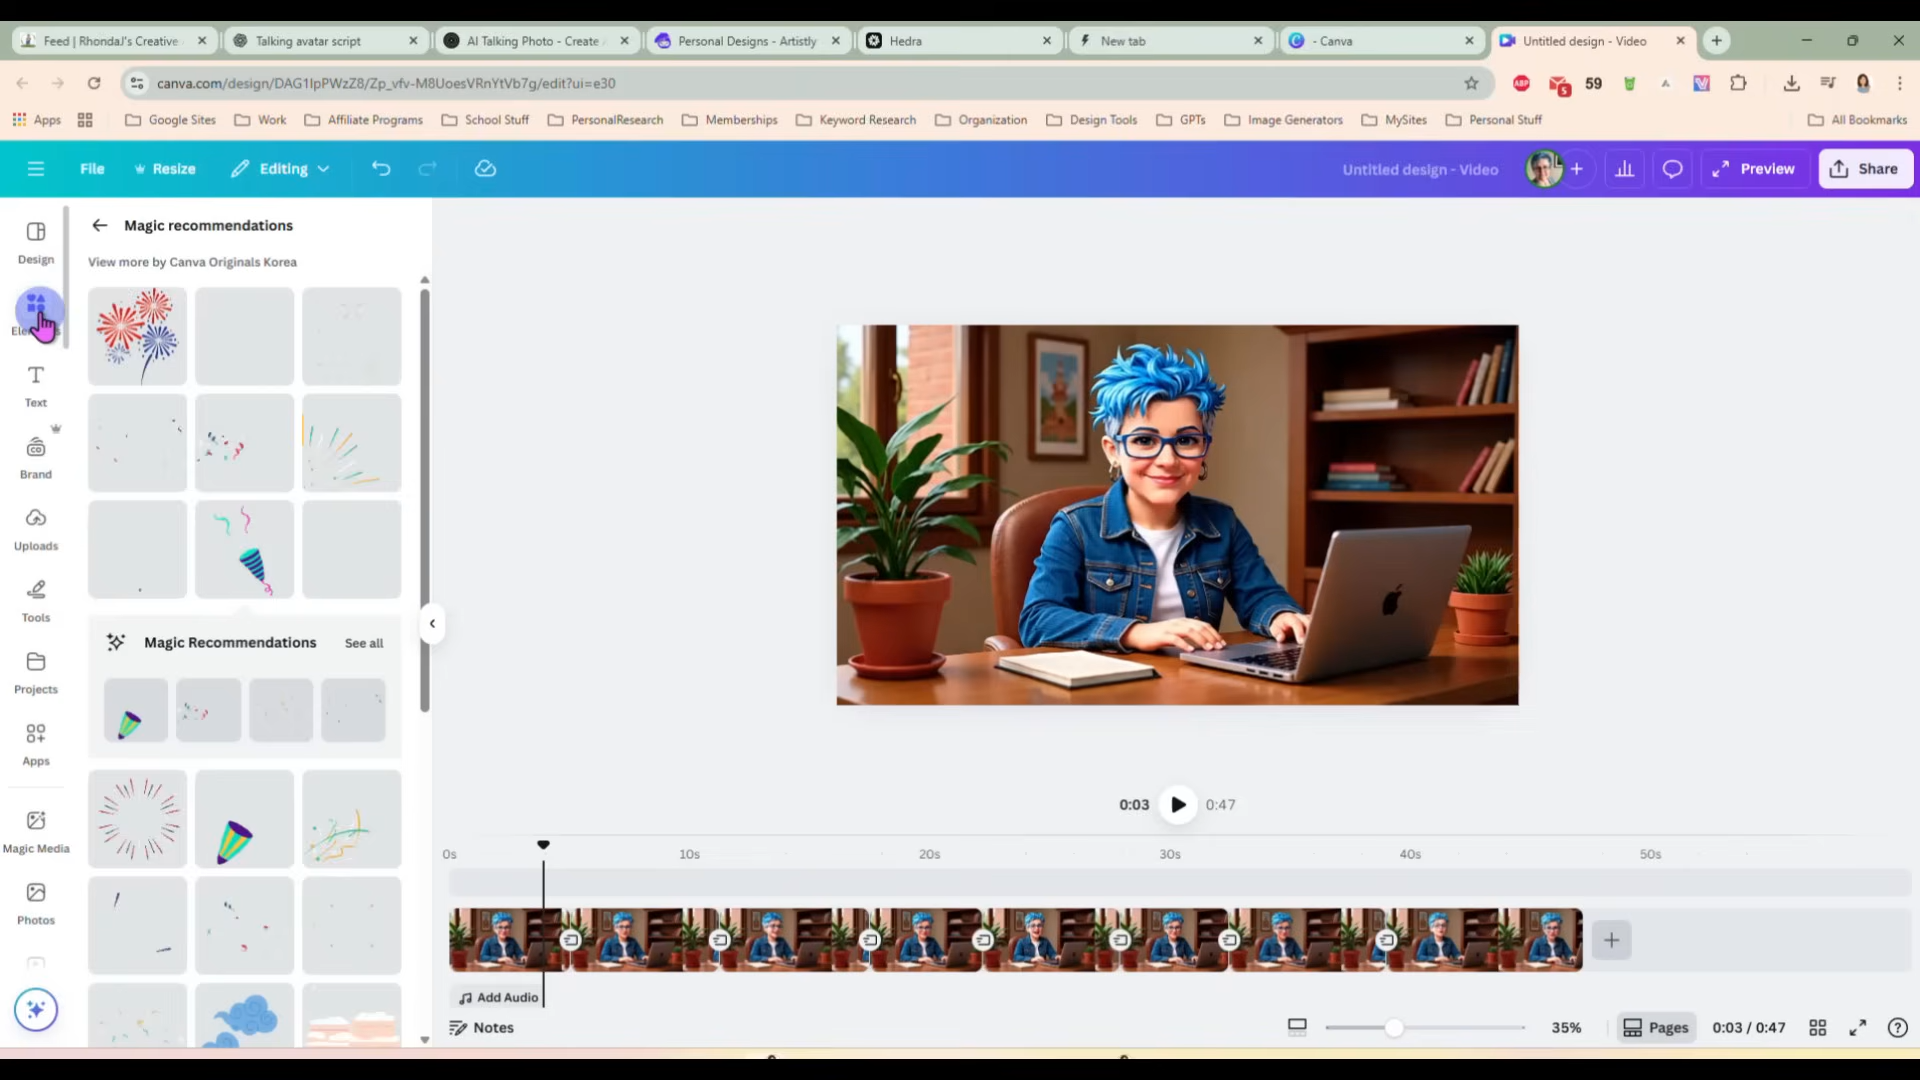 Feed | RhondaJ's Creative
Talking avatar script
AI Talking Photo - Create
Personal Designs - Artistly
Hedra
New tab
- Canva
Untitled design - Video
canva.com/design/DAG1IpPWzZ8/Zp_vfv-M8UoesVRnYtVb7g/edit?ui=e30
ABP
5
59
Apps
Google Sites
Work
Affiliate Programs
School Stuff
PersonalResearch
Memberships
Keyword Research
Organization
Design Tools
GPTs
Image Generators
MySites
Personal Stuff
All Bookmarks
File
Resize
Editing
Untitled design - Video
Preview
Share
Design
Elements
Text
Brand
Uploads
Tools
Projects
Apps
Magic Media
Photos
Magic recommendations
View more by Canva Originals Korea
Magic Recommendations
See all
0:03
0:47
0s
10s
20s
30s
40s
50s
Add Audio
Notes
35%
Pages
0:03 / 0:47